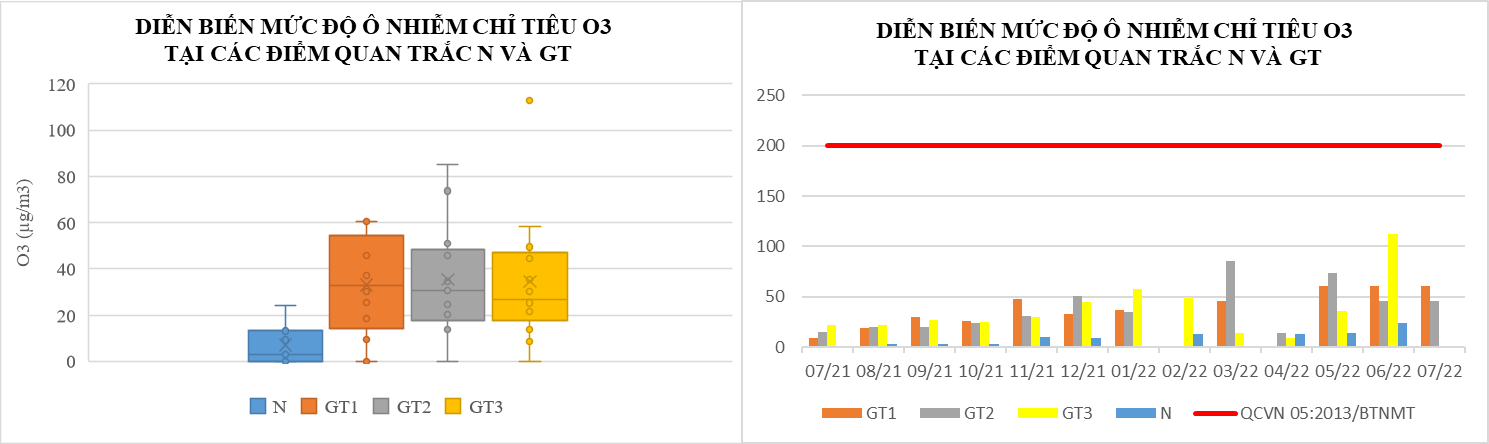 DIỄN BIẾN MỨC ĐỘ Ô NHIỄM CHỈ TIÊU O3
TẠI CÁC ĐIỂM QUAN TRẮC N VÀ GT
120
100
80
60
40
20
0
O3 (µg/m3)
N GT1 GT2 GT3
DIỄN BIẾN MỨC ĐỘ Ô NHIỄM CHỈ TIÊU O3
TẠI CÁC ĐIỂM QUAN TRẮC N VÀ GT
250
200
150
100
50
0
07/21 08/21 09/21 10/21 11/21 12/21 01/22 02/22 03/22 04/22 05/22 06/22 07/22
GT1 GT2 GT3 N QCVN 05:2013/BTNMT